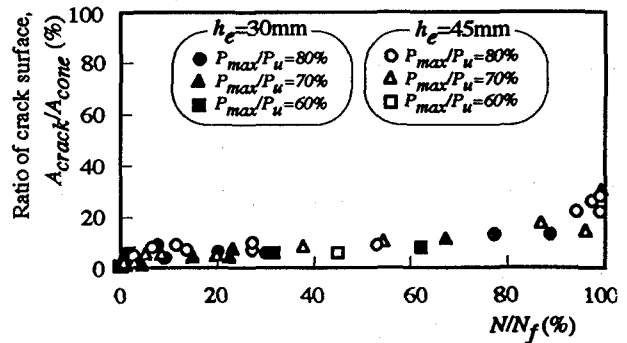 Ratio of crack surface,
A_crack/A_cone (%)
100
80
60
40
20
0
h_e=30mm
P_max/P_u=80%
P_max/P_u=70%
P_max/P_u=60%
h_e=45mm
P_max/P_u=80%
P_max/P_u=70%
P_max/P_u=60%
0 20 40 60 80 100
N/N_f (%)